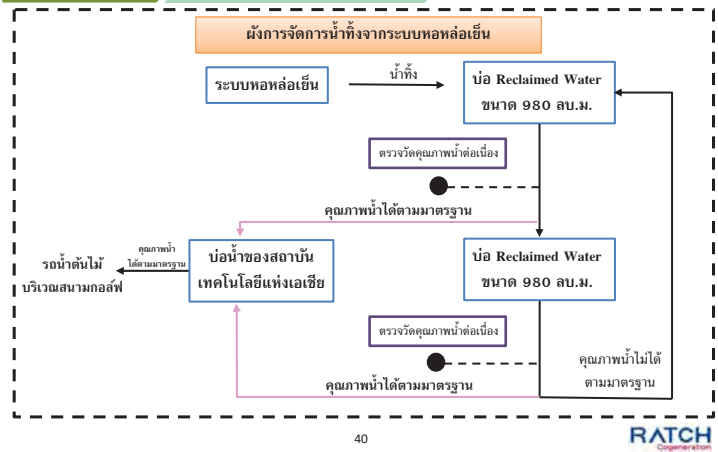 ผังการจัดการน้ำทิ้งจากระบบหอหล่อเย็น
ระบบหอหล่อเย็น
น้ำทิ้ง
บ่อ Reclaimed Water
ขนาด 980 ลบ.ม.
ตรวจวัดคุณภาพน้ำต่อเนื่อง
คุณภาพน้ำได้ตามมาตรฐาน
รถน้ำต้นไม้
บริเวณสนามกอล์ฟ
คุณภาพน้ำ
ได้ตามมาตรฐาน
บ่อน้ำของสถาบัน
เทคโนโลยีแห่งเอเชีย
บ่อ Reclaimed Water
ขนาด 980 ลบ.ม.
ตรวจวัดคุณภาพน้ำต่อเนื่อง
คุณภาพน้ำไม่ได้
ตามมาตรฐาน
คุณภาพน้ำได้ตามมาตรฐาน
40
RATCH
Cogeneration